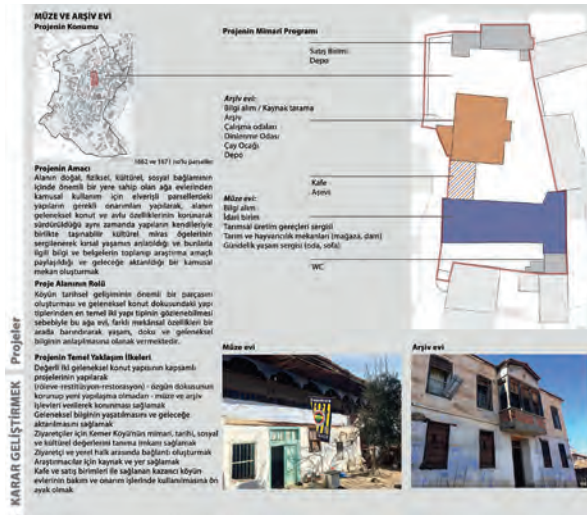 MÜZE VE ARŞİV EVİ
Projenin Konumu
1662 ve 1671 no'lu parseller
Projenin Amacı
Alanın doğal, fiziksel, kültürel, sosyal bağlamının
içinde önemli bir yere sahip olan ağa evlerinden
kamusal kullanım için elverişli parsellerdeki
yapıların gerekli onarımları yapılarak, alanın
geleneksel konut ve avlu özelliklerinin korunarak
sürdürüldüğü aynı zamanda yapıların kendileriyle
birlikte taşınabilir kültürel miras ögelerinin
sergilenerek kırsal yaşamın anlatıldığı ve bunlarla
ilgili bilgi ve belgelerin toplanıp araştırma amaçlı
paylaşıldığı ve geleceğe aktarıldığı bir kamusal
mekan oluşturmak
Proje Alanının Rolü
Köyün tarihsel gelişiminin önemli bir parçasını
oluşturması ve geleneksel konut dokusundaki yapı
tiplerinden en temel iki yapı tipinin gözlenebilmesi
sebebiyle bu ağa evi, farklı mekânsal özellikleri bir
arada barındırarak yaşam, doku ve geleneksel
bilginin anlaşılmasına olanak vermektedir.
Projenin Temel Yaklaşım İlkeleri
Değerli iki geleneksel konut yapısının kapsamlı
projelerinin yapılarak
(röleve-restitüsyon-restorasyon) - özgün dokusunun
korunup yeni yapılaşma olmadan - müze ve arşiv
işlevleri verilerek korunması sağlamak
Geleneksel bilginin yaşatılmasını ve geleceğe
aktarılmasını sağlamak
Ziyaretçiler için Kemer Köyü'nün mimari, tarihi, sosyal
ve kültürel değerlerini tanıma imkanı sağlamak
Ziyaretçi ve yerel halk arasında bağlantı oluşturmak
Araştırmacılar için kaynak ve yer sağlamak
Kafe ve satış birimleri ile sağlanan kazancı köyün
evlerinin bakım ve onarım işlerinde kullanılmasına ön
ayak olmak
Projenin Mimari Programı
Satış Birimi
Depo
Arşiv evi:
Bilgi alım / Kaynak tarama
Arşiv
Çalışma odaları
Dinlenme Odası
Çay Ocağı
Depo
Kafe
Asevi
Müze evi:
Bilgi alım
İdari birim
Tarımsal üretim gereçleri sergisi
Tarım ve hayvancılık mekanları (mağaza, dam)
Gündelik yaşam sergisi (oda, sofa)
WC
Müze evi
Arşiv evi
KARAR GELİŞTİRMEK Projeler